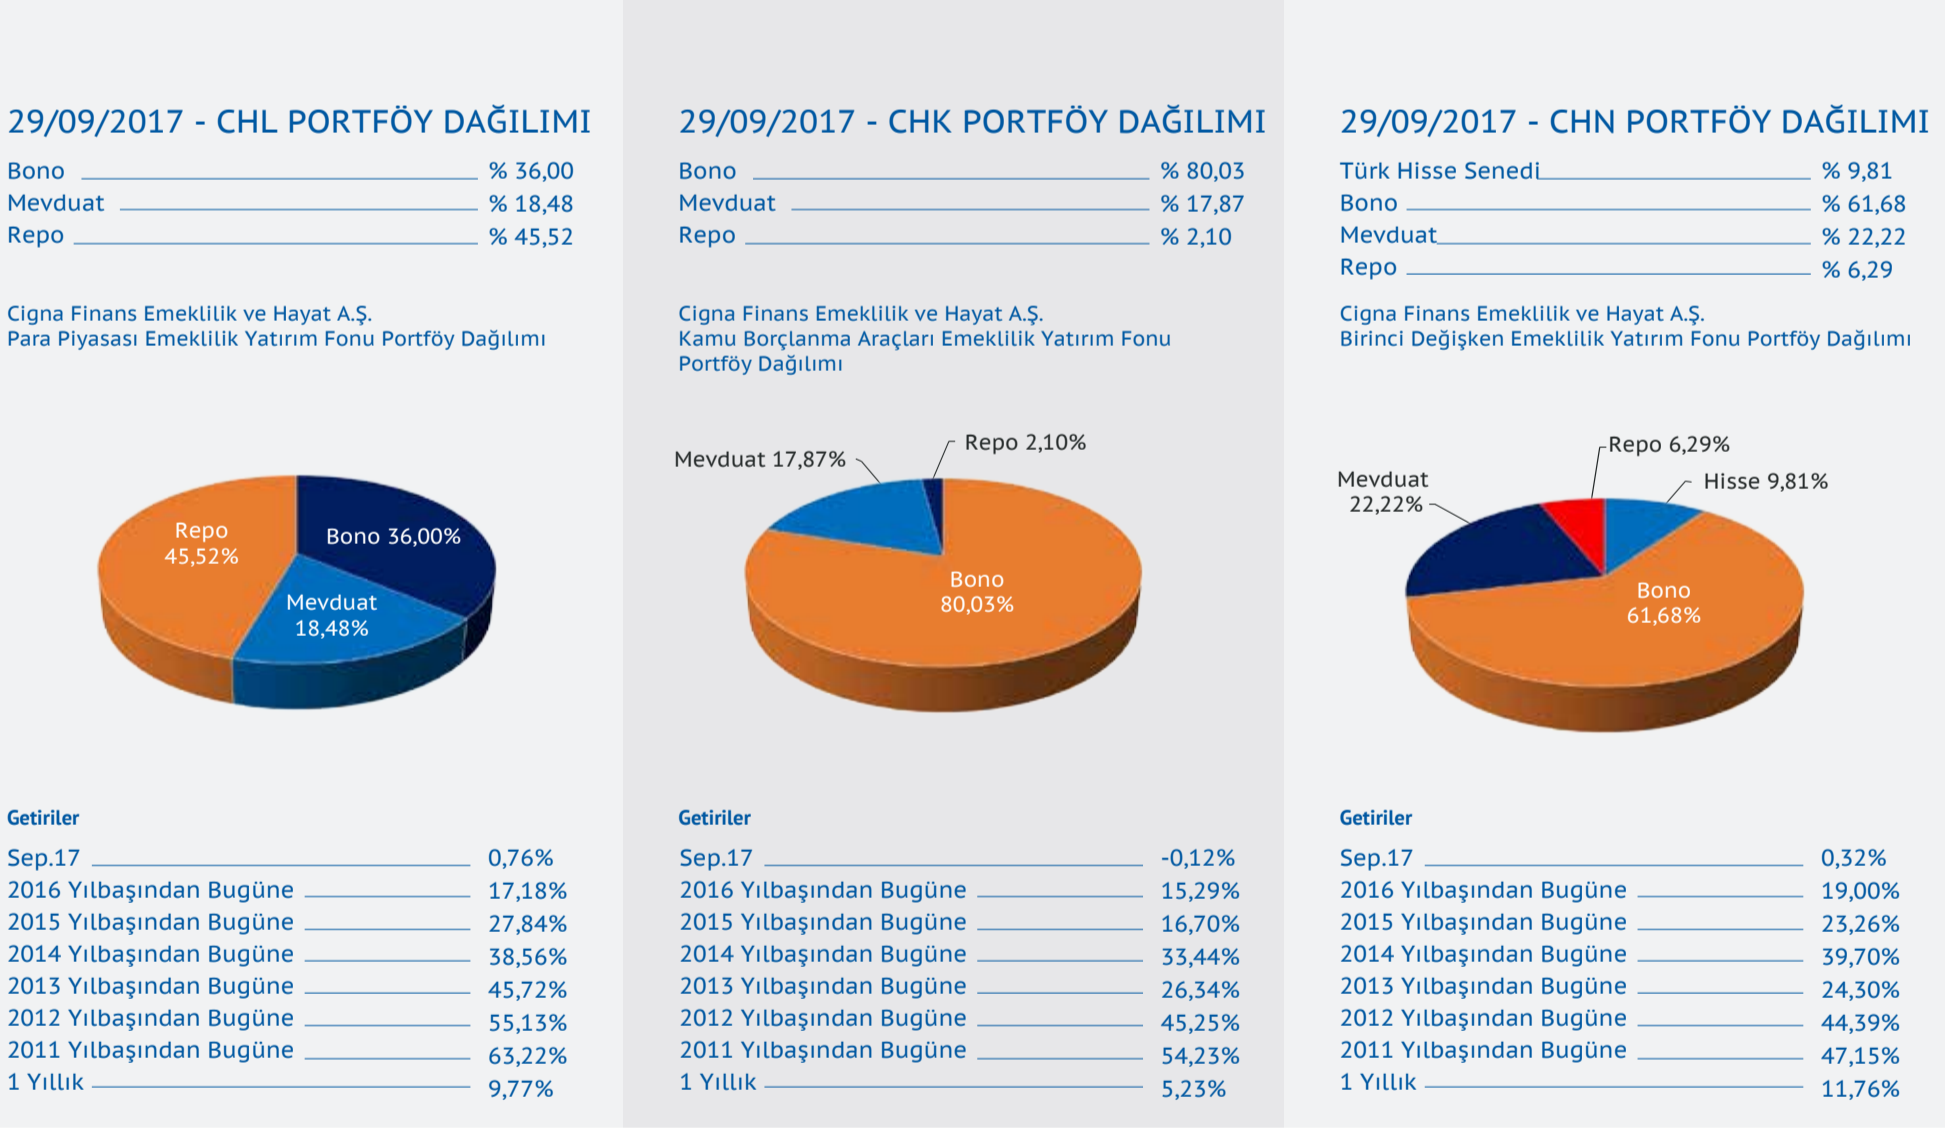 29/09/2017 - CHL PORTFÖY DAĞILIMI
Bono % 36,00
Mevduat % 18,48
Repo % 45,52
Cigna Finans Emeklilik ve Hayat A.Ş.
Para Piyasası Emeklilik Yatırım Fonu Portföy Dağılımı
Repo
45,52%
Bono 36,00%
Mevduat
18,48%
Getiriler
Sep.17 0,76%
2016 Yılbaşından Bugüne 17,18%
2015 Yılbaşından Bugüne 27,84%
2014 Yılbaşından Bugüne 38,56%
2013 Yılbaşından Bugüne 45,72%
2012 Yılbaşından Bugüne 55,13%
2011 Yılbaşından Bugüne 63,22%
1 Yıllık 9,77%
29/09/2017 - CHK PORTFÖY DAĞILIMI
Bono % 80,03
Mevduat % 17,87
Repo % 2,10
Cigna Finans Emeklilik ve Hayat A.Ş.
Kamu Borçlanma Araçları Emeklilik Yatırım Fonu
Portföy Dağılımı
Repo 2,10%
Mevduat 17,87%
Bono
80,03%
Getiriler
Sep.17 -0,12%
2016 Yılbaşından Bugüne 15,29%
2015 Yılbaşından Bugüne 16,70%
2014 Yılbaşından Bugüne 33,44%
2013 Yılbaşından Bugüne 26,34%
2012 Yılbaşından Bugüne 45,25%
2011 Yılbaşından Bugüne 54,23%
1 Yıllık 5,23%
29/09/2017 - CHN PORTFÖY DAĞILIMI
Türk Hisse Senedi % 9,81
Bono % 61,68
Mevduat % 22,22
Repo % 6,29
Cigna Finans Emeklilik ve Hayat A.Ş.
Birinci Değişken Emeklilik Yatırım Fonu Portföy Dağılımı
Repo 6,29%
Mevduat
22,22%
Hisse 9,81%
Bono
61,68%
Getiriler
Sep.17 0,32%
2016 Yılbaşından Bugüne 19,00%
2015 Yılbaşından Bugüne 23,26%
2014 Yılbaşından Bugüne 39,70%
2013 Yılbaşından Bugüne 24,30%
2012 Yılbaşından Bugüne 44,39%
2011 Yılbaşından Bugüne 47,15%
1 Yıllık 11,76%